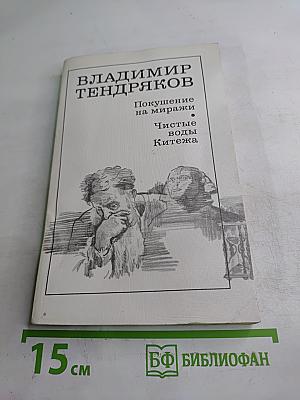 ВЛАДИМИР
ТЕНДРЯКОВ
Покушение
на миражи
•
Чистые
воды
Китежа
15 см
БФ БИБЛИОФАН